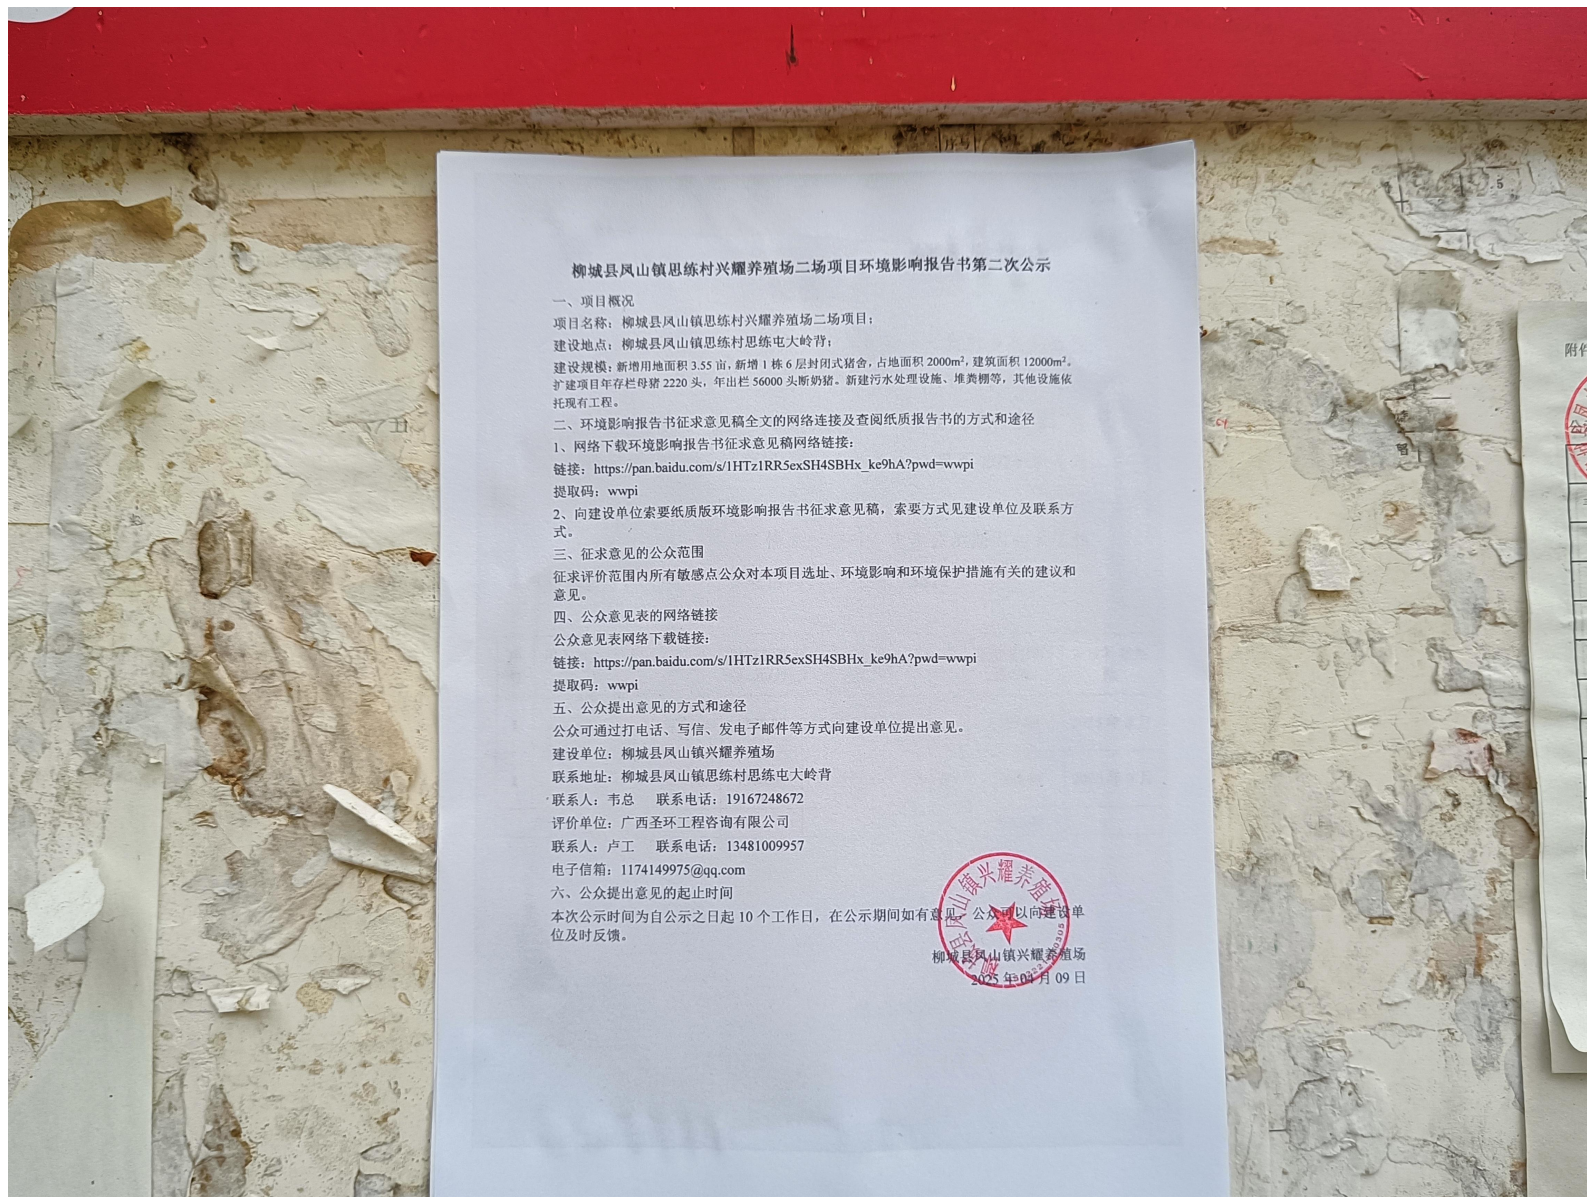 柳城县凤山镇思练村兴耀养殖场二场项目环境影响报告书第二次公示
一、项目概况
项目名称：柳城县凤山镇思练村兴耀养殖场二场项目；
建设地点：柳城县凤山镇思练村思练屯大岭背；
建设规模：新增用地面积 3.55 亩，新增 1 栋 6 层封闭式猪舍，占地面积 2000m²，建筑面积 12000m²。
扩建项目年存栏母猪 2220 头，年出栏 56000 头断奶猪。新建污水处理设施、堆粪棚等，其他设施依
托现有工程。
二、环境影响报告书征求意见稿全文的网络连接及查阅纸质报告书的方式和途径
1、网络下载环境影响报告书征求意见稿网络链接：
链接：https://pan.baidu.com/s/1HTz1RR5exSH4SBHx_ke9hA?pwd=wwpi
提取码：wwpi
2、向建设单位索要纸质版环境影响报告书征求意见稿，索要方式见建设单位及联系方
式。
三、征求意见的公众范围
征求评价范围内所有敏感点公众对本项目选址、环境影响和环境保护措施有关的建议和
意见。
四、公众意见表的网络链接
公众意见表网络下载链接：
链接：https://pan.baidu.com/s/1HTz1RR5exSH4SBHx_ke9hA?pwd=wwpi
提取码：wwpi
五、公众提出意见的方式和途径
公众可通过打电话、写信、发电子邮件等方式向建设单位提出意见。
建设单位：柳城县凤山镇兴耀养殖场
联系地址：柳城县凤山镇思练村思练屯大岭背
联系人：韦总 联系电话：19167248672
评价单位：广西圣环工程咨询有限公司
联系人：卢工 联系电话：13481009957
电子信箱：1174149975@qq.com
六、公众提出意见的起止时间
本次公示时间为自公示之日起 10 个工作日，在公示期间如有意见，公众可以向建设单
位及时反馈。
柳城县凤山镇兴耀养殖场
2025 年 04 月 09 日
柳城县凤山镇兴耀养殖场
附件